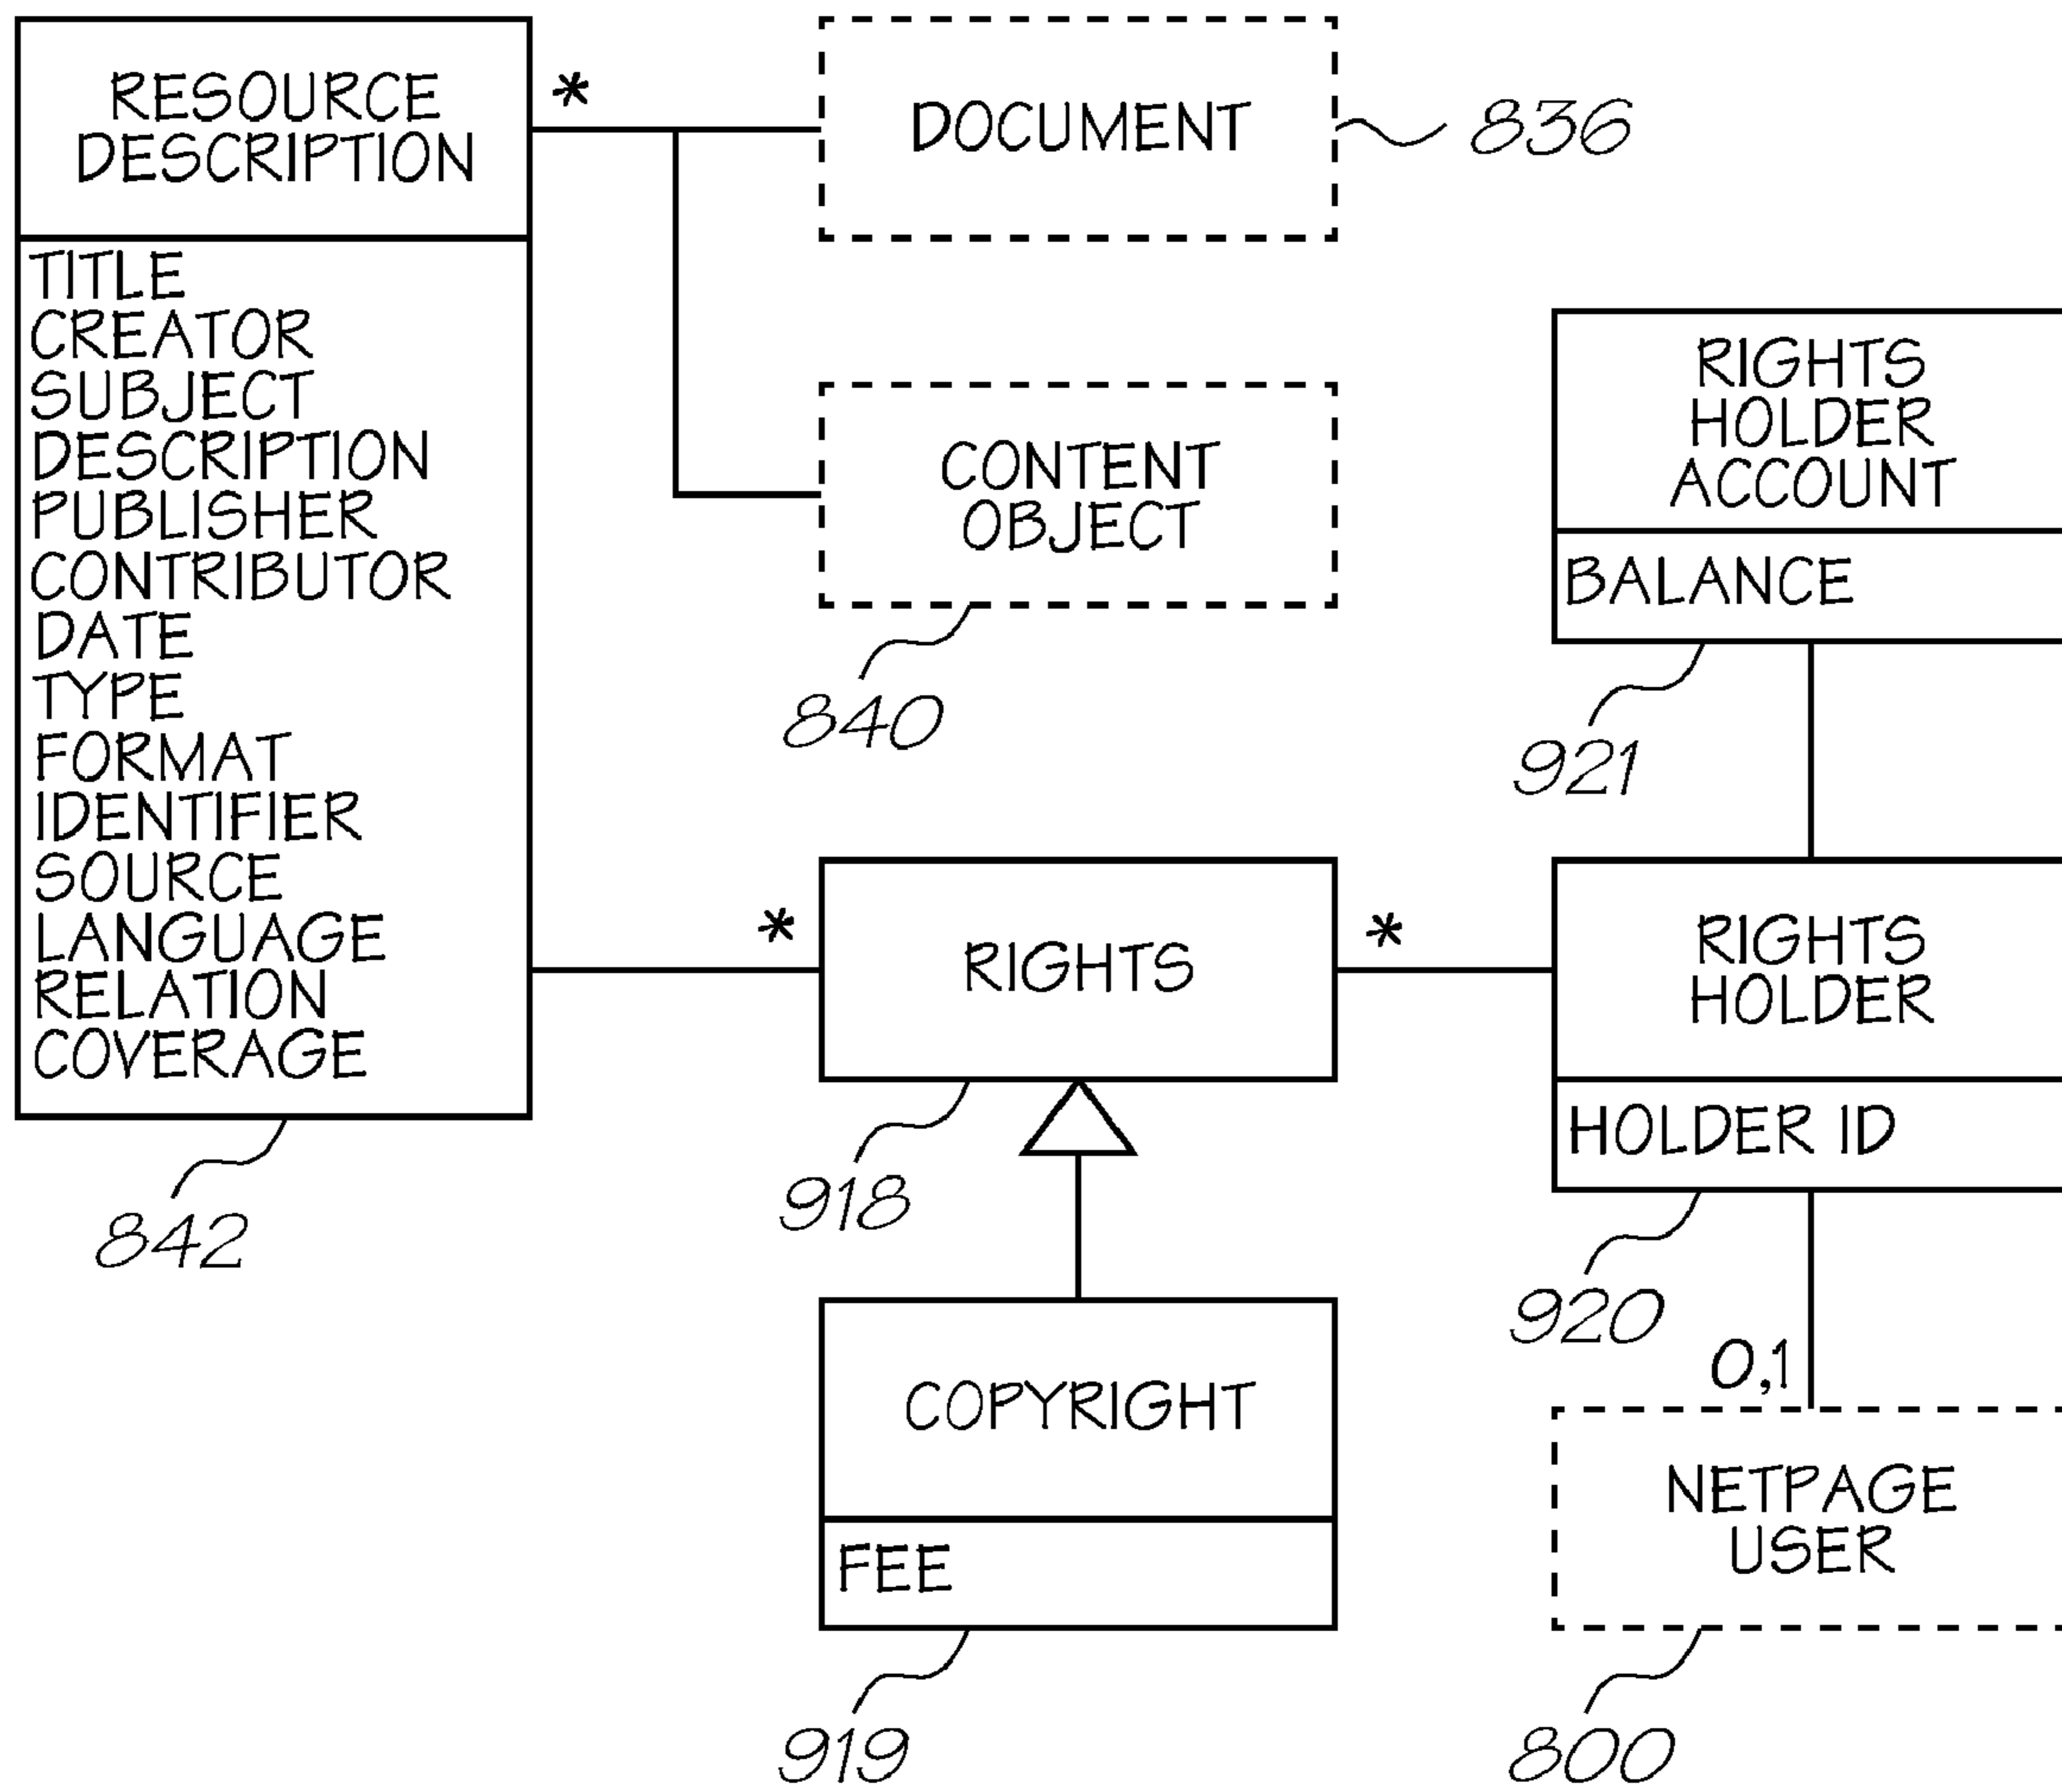 RESOURCE
DESCRIPTION
TITLE
CREATOR
SUBJECT
DESCRIPTION
PUBLISHER
CONTRIBUTOR
DATE
TYPE
FORMAT
IDENTIFIER
SOURCE
LANGUAGE
RELATION
COVERAGE
842
*
DOCUMENT
836
CONTENT
OBJECT
840
RIGHTS
HOLDER
ACCOUNT
BALANCE
921
*
RIGHTS
*
918
RIGHTS
HOLDER
HOLDER ID
920
COPYRIGHT
FEE
919
0,1
NETPAGE
USER
800